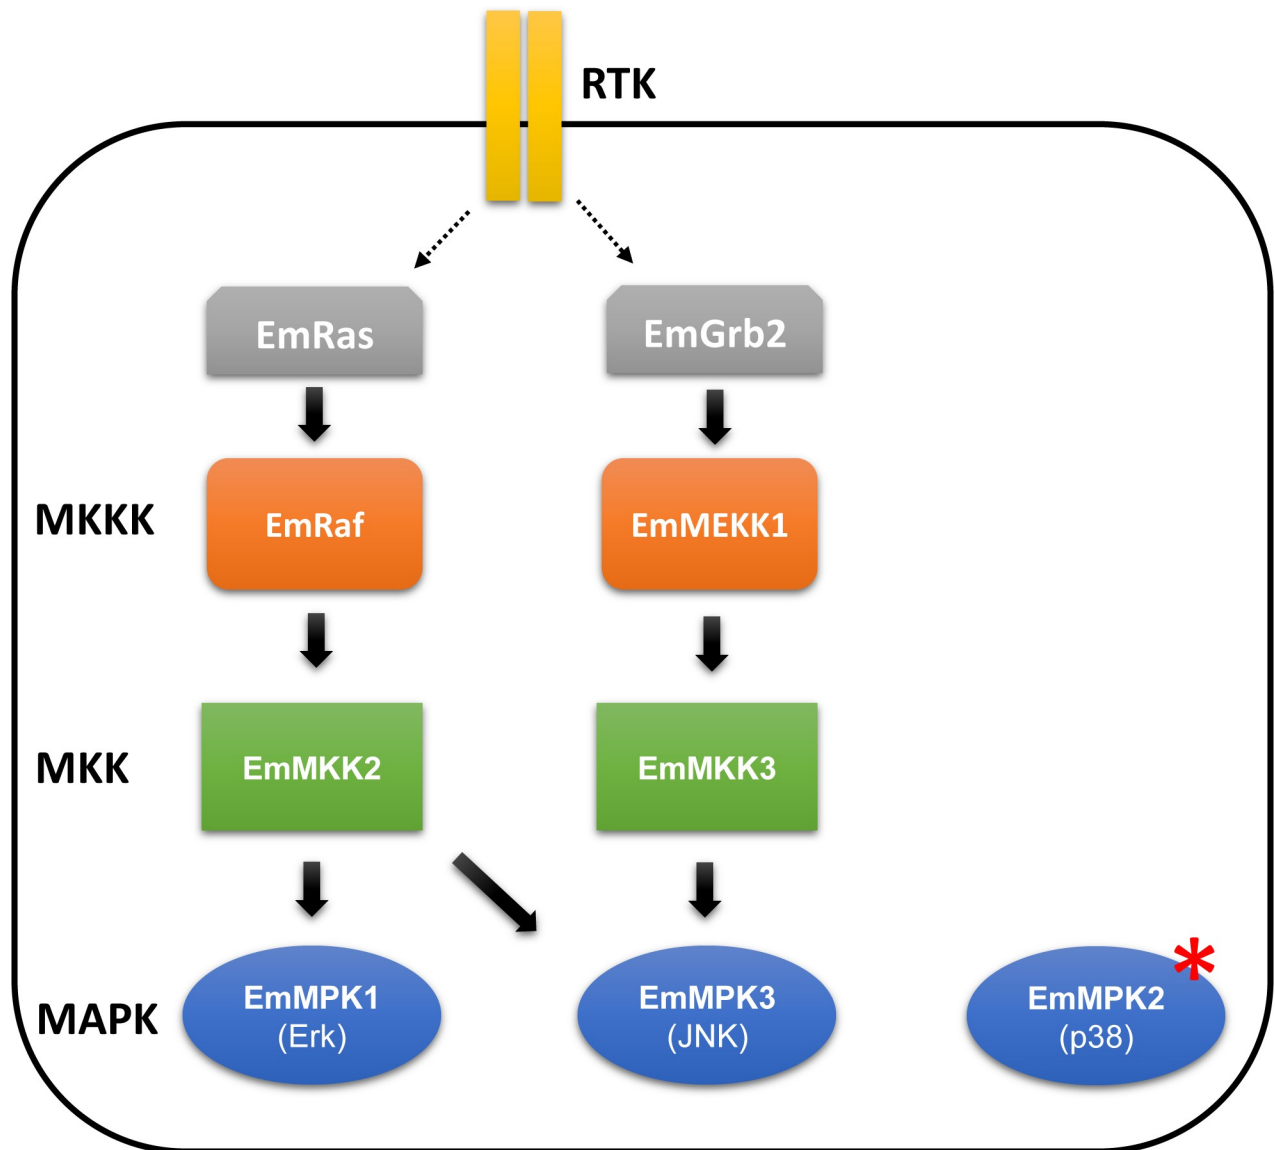 RTK
EmRas
EmGrb2
MKKK
EmRaf
EmMEKK1
MKK
EmMKK2
EmMKK3
MAPK
EmMPK1
(Erk)
EmMPK3
(JNK)
EmMPK2
(p38)
*